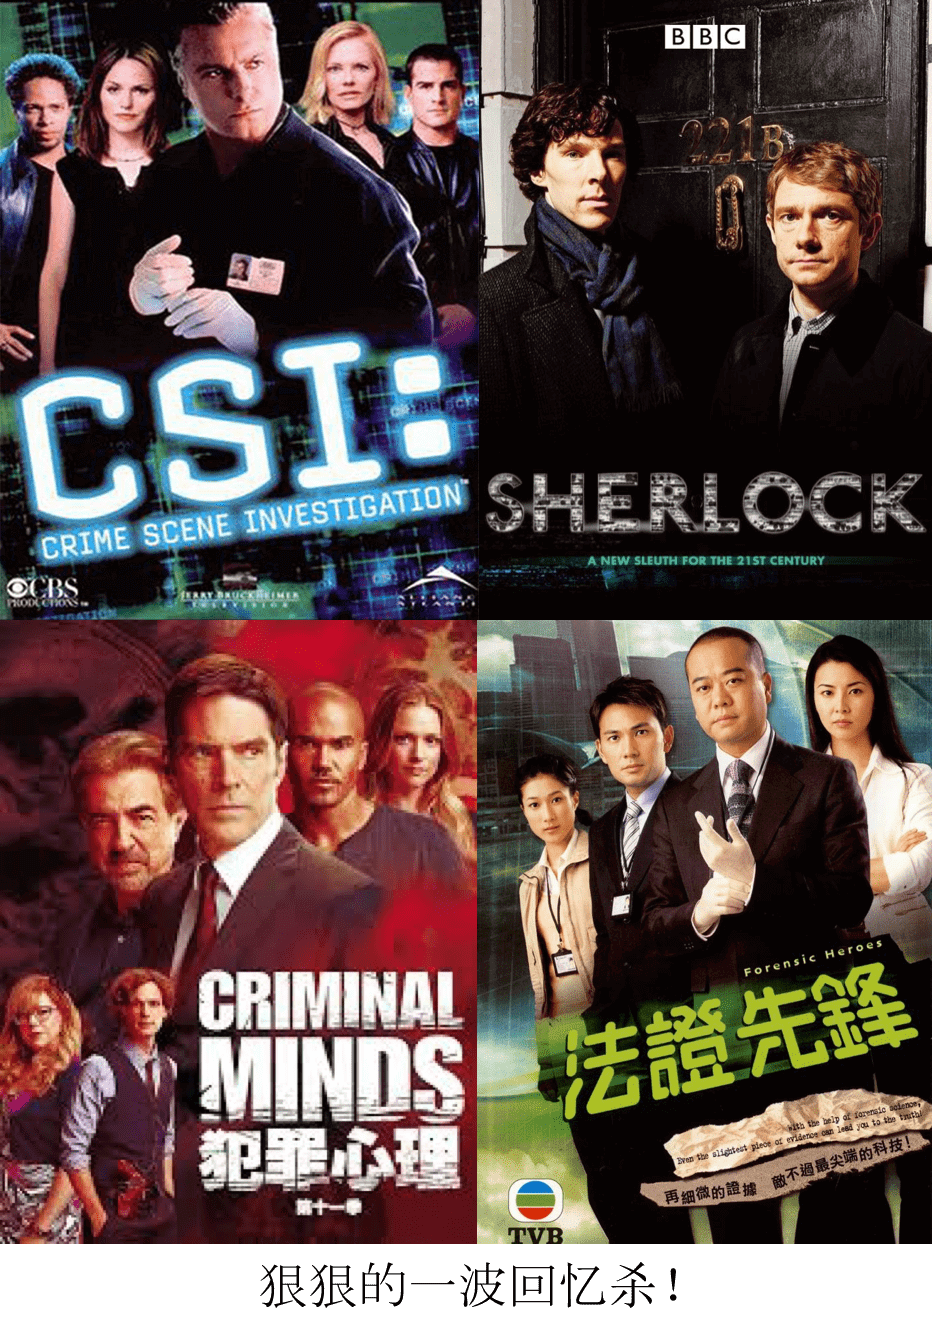 CSI:
CRIME SCENE INVESTIGATION
CBS
PRODUCTIONS
JERRY BRUCKHEIMER
TELEVISION
ALLIANCE
ATLANTIS
BBC
221B
SHERLOCK
A NEW SLEUTH FOR THE 21ST CENTURY
CRIMINAL
MINDS
犯罪心理
第十一季
Forensic Heroes
法證先鋒
With the help of forensic science,
Even the slightest piece of evidence can lead you to the truth!
再細微的證據 敵不過最尖端的科技！
TVB
狠狠的一波回忆杀！